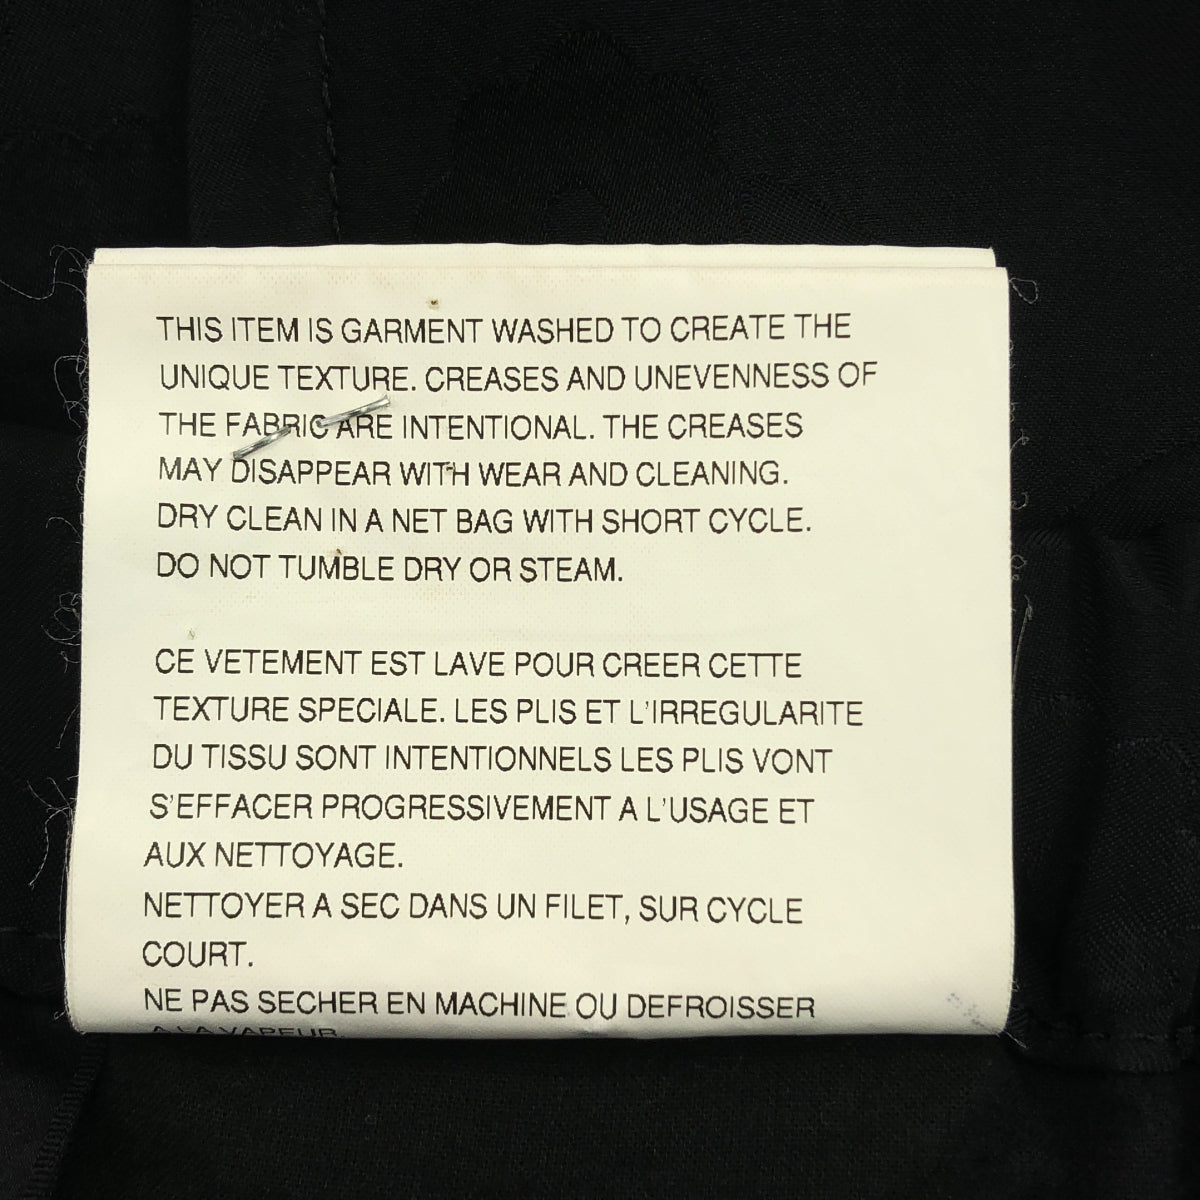 THIS ITEM IS GARMENT WASHED TO CREATE THE
UNIQUE TEXTURE. CREASES AND UNEVENNESS OF
THE FABRIC ARE INTENTIONAL. THE CREASES
MAY DISAPPEAR WITH WEAR AND CLEANING.
DRY CLEAN IN A NET BAG WITH SHORT CYCLE.
DO NOT TUMBLE DRY OR STEAM.
CE VETEMENT EST LAVE POUR CREER CETTE
TEXTURE SPECIALE. LES PLIS ET L'IRREGULARITE
DU TISSU SONT INTENTIONNELS LES PLIS VONT
S'EFFACER PROGRESSIVEMENT A L'USAGE ET
AUX NETTOYAGE.
NETTOYER A SEC DANS UN FILET, SUR CYCLE
COURT.
NE PAS SECHER EN MACHINE OU DEFROISSER
A LA VAPEUR.